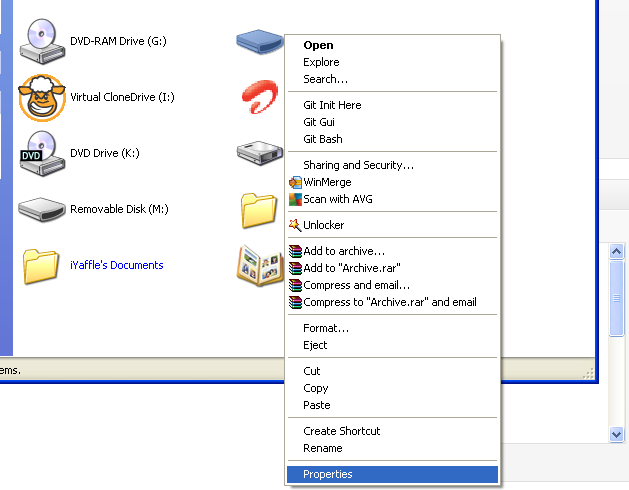 DVD-RAM Drive (G:)
Virtual CloneDrive (I:)
DVD
DVD Drive (K:)
Removable Disk (M:)
iYaffle's Documents
ems.
Open
Explore
Search...
Git Init Here
Git Gui
Git Bash
Sharing and Security...
WinMerge
Scan with AVG
Unlocker
Add to archive...
Add to "Archive.rar"
Compress and email...
Compress to "Archive.rar" and email
Format...
Eject
Cut
Copy
Paste
Create Shortcut
Rename
Properties